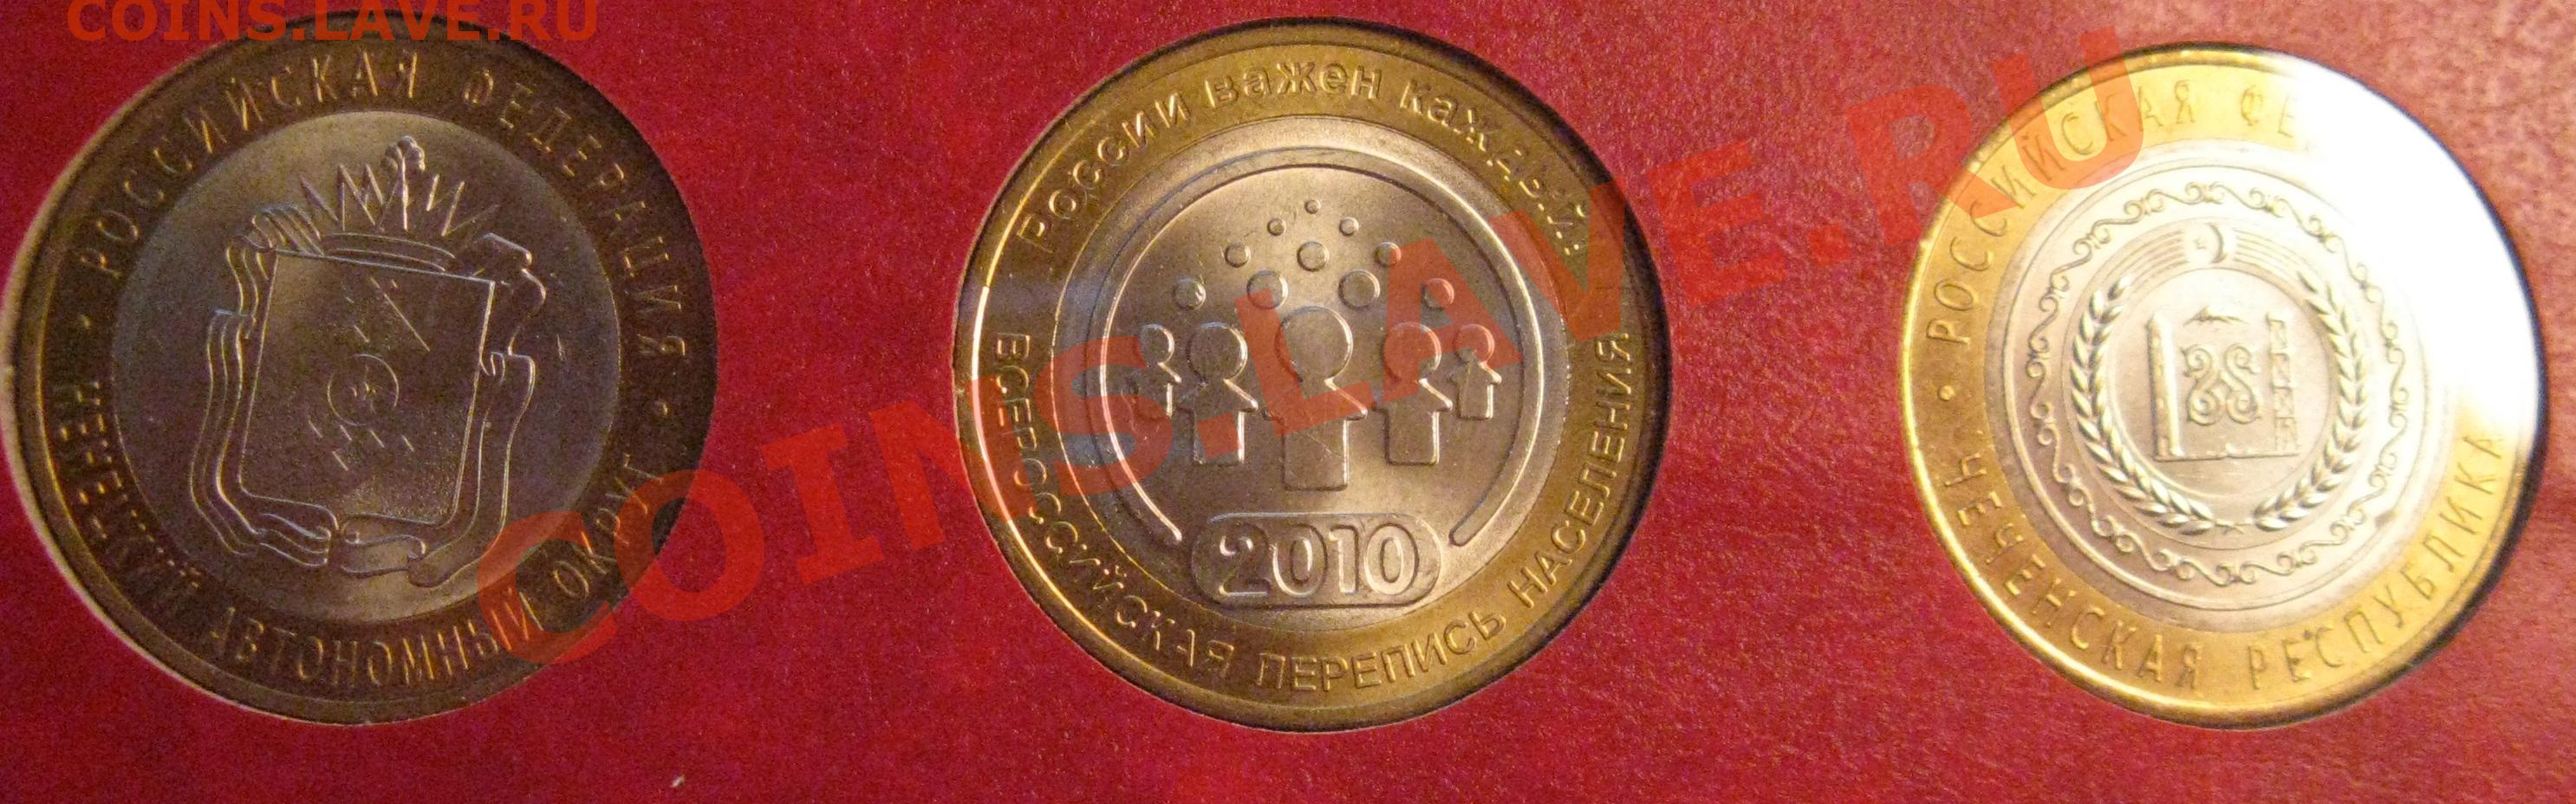 COINS.LAVE.RU
РОССИЙСКАЯ ФЕДЕРАЦИЯ
НЕНЕЦКИЙ АВТОНОМНЫЙ ОКРУГ
России важен каждый!
2010
ВСЕРОССИЙСКАЯ ПЕРЕПИСЬ НАСЕЛЕНИЯ
РОССИЙСКАЯ
ЧЕЧЕНСКАЯ РЕСПУБЛИКА
COINS.LAVE.RU